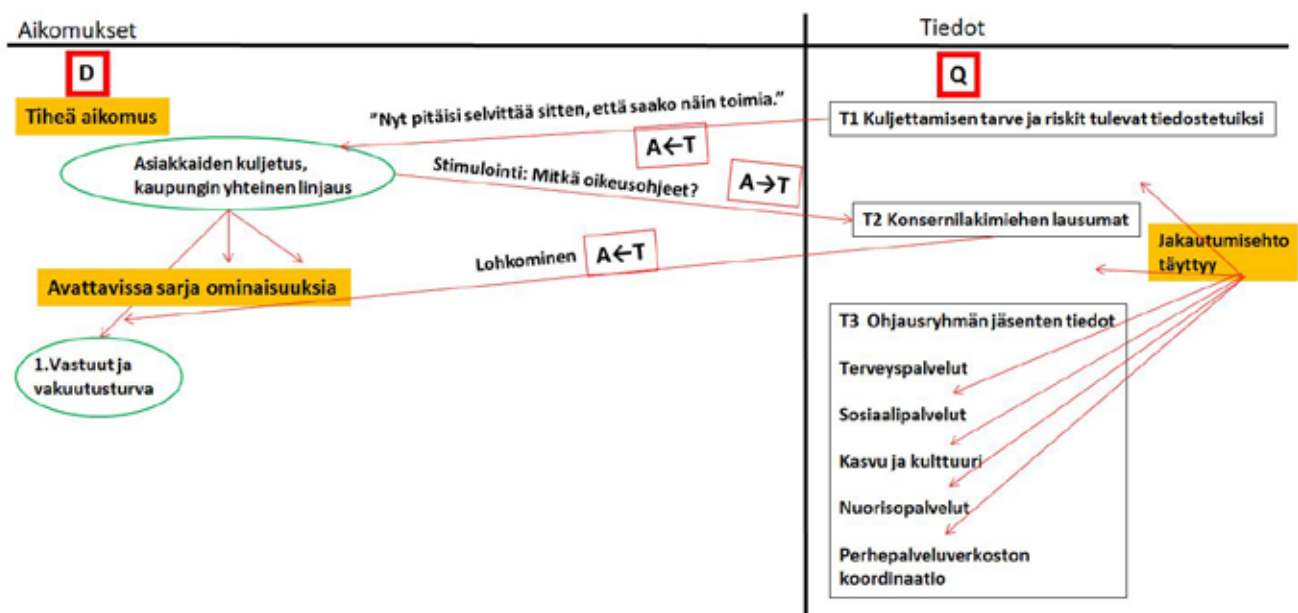 Aikomukset
Tiedot
D
Q
Tiheä aikomus
"Nyt pitäisi selvittää sitten, että saako näin toimia."
T1 Kuljettamisen tarve ja riskit tulevat tiedostetuiksi
A←T
Asiakkaiden kuljetus,
kaupungin yhteinen linjaus
Stimulointi: Mitkä oikeusohjeet?
A→T
T2 Konsernilakimiehen lausumat
Jakautumisehto
täyttyy
Lohkominen
A←T
Avattavissa sarja ominaisuuksia
T3 Ohjausryhmän jäsenten tiedot
1.Vastuut ja
vakuutusturva
Terveyspalvelut
Sosiaalipalvelut
Kasvu ja kulttuuri
Nuorisopalvelut
Perhepalveluverkoston
koordinaatio